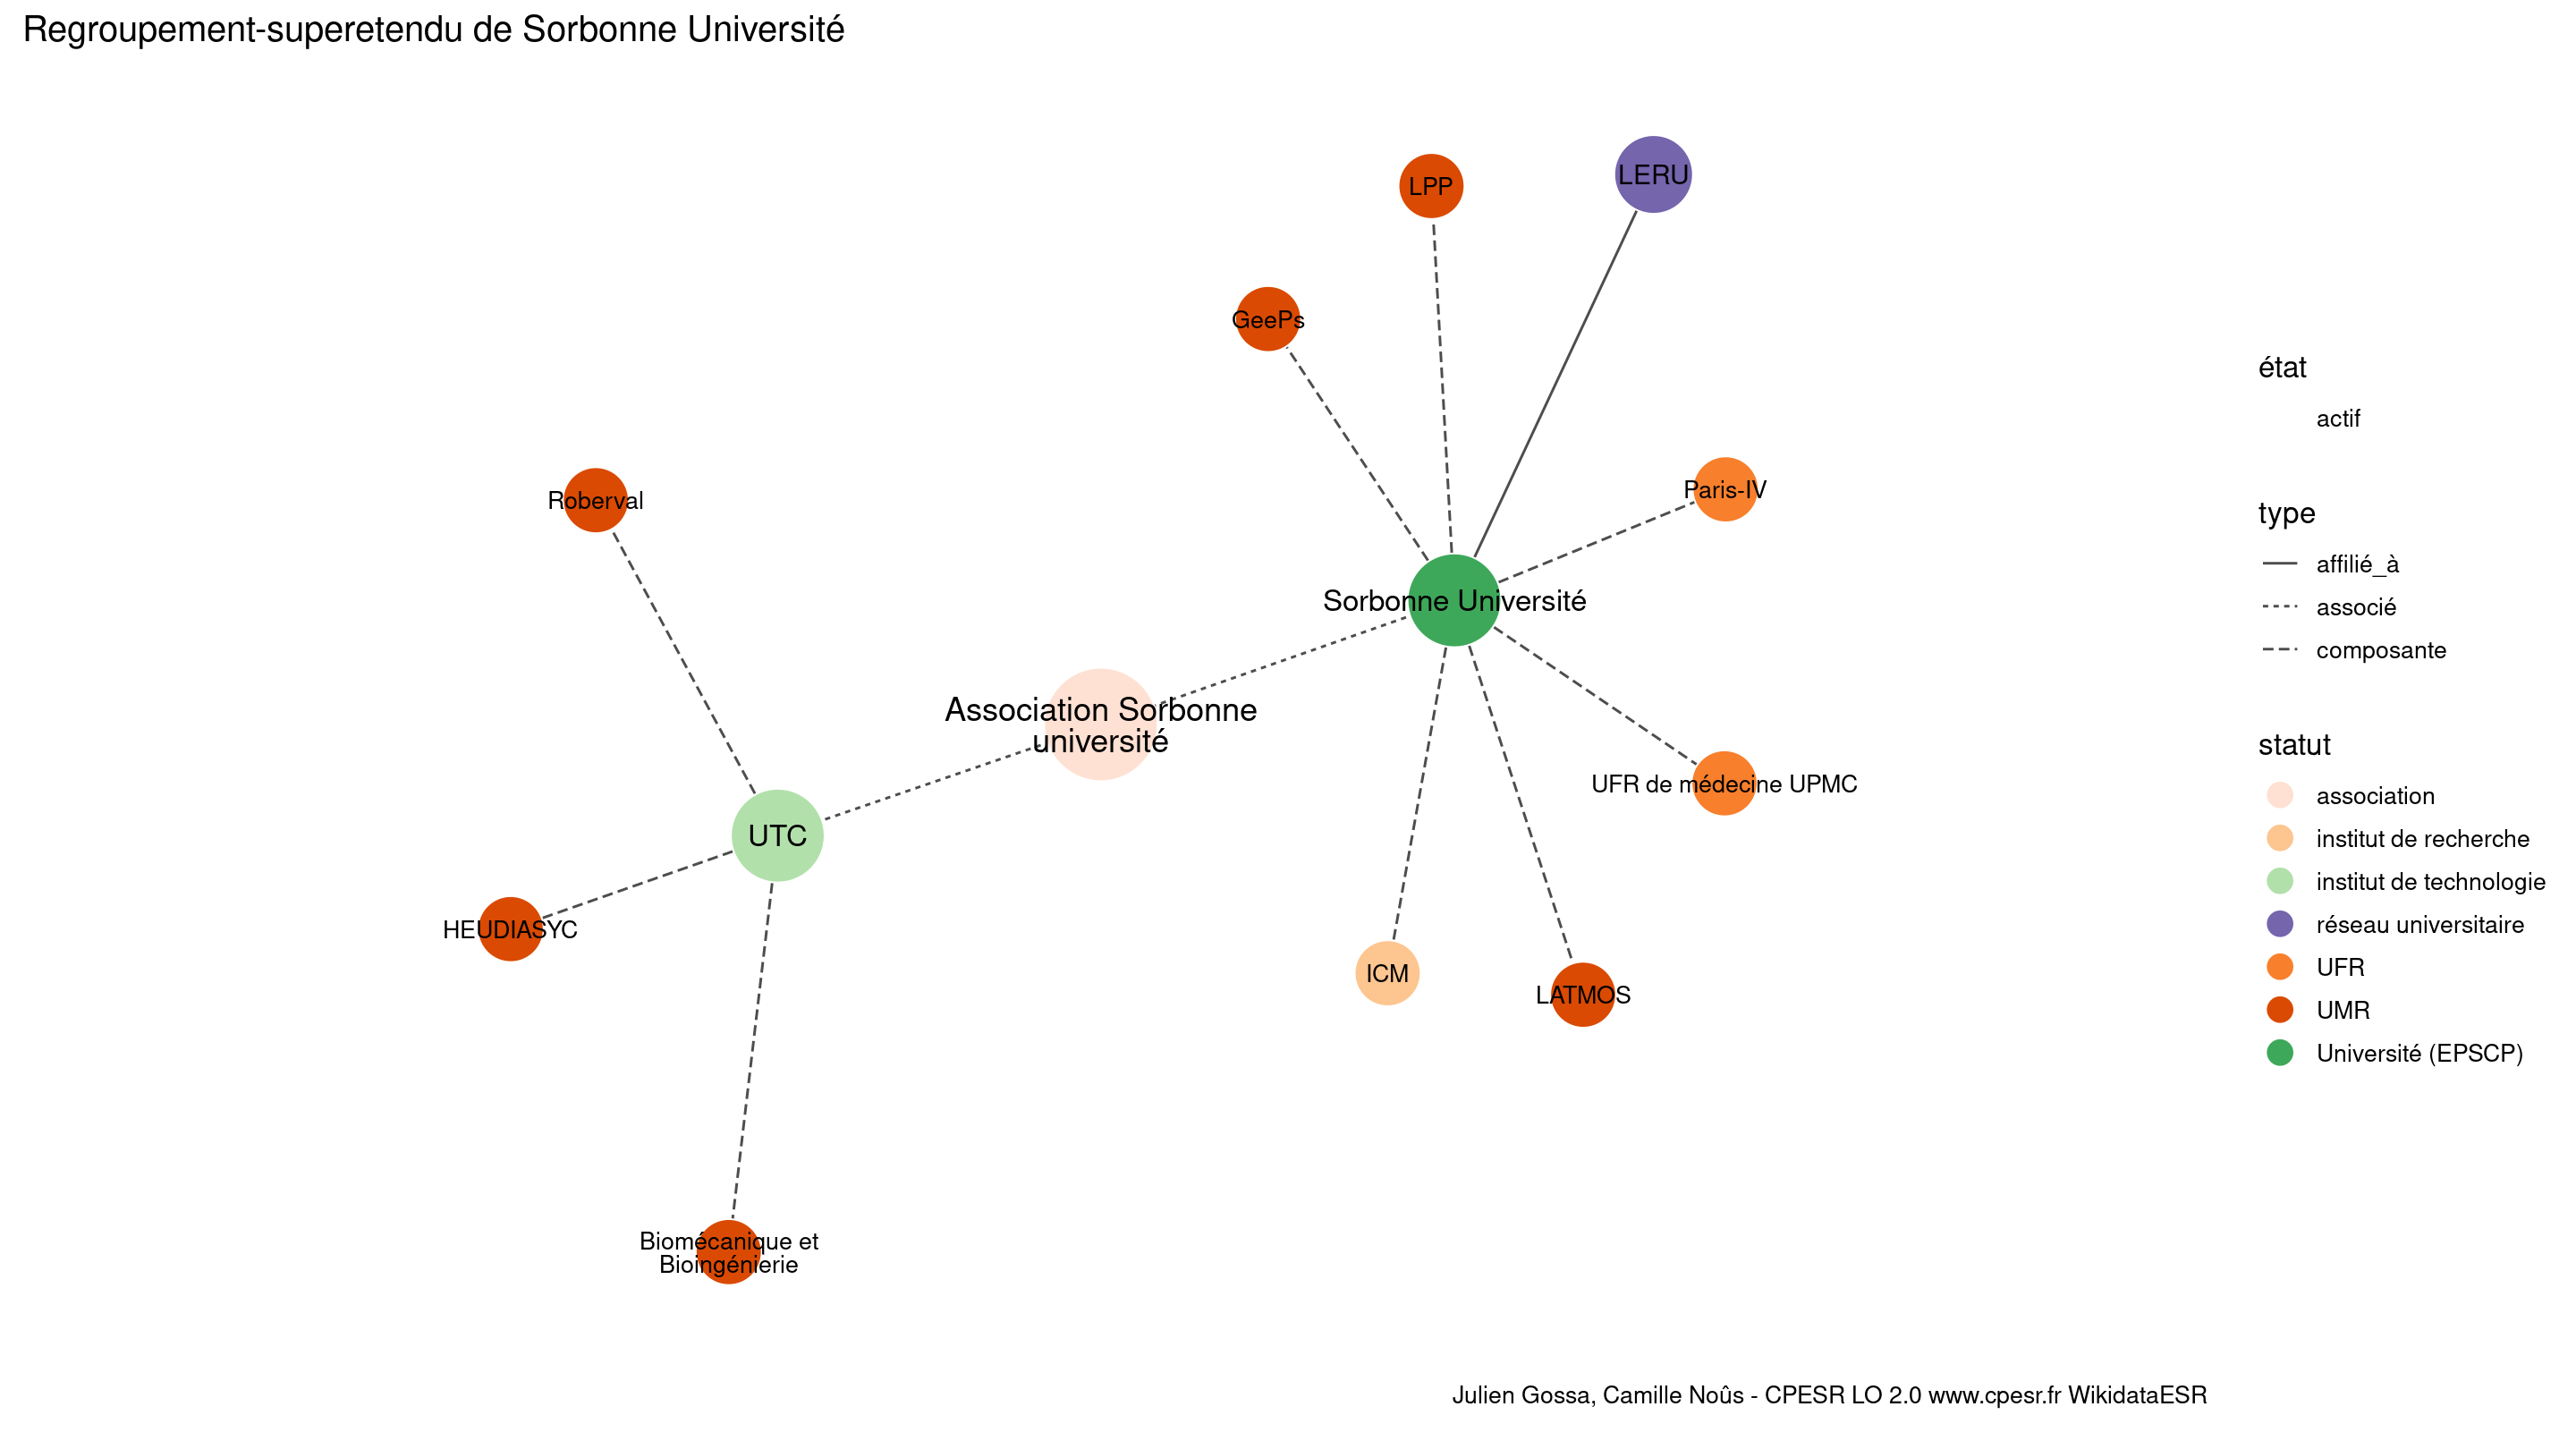 Regroupement-superetendu de Sorbonne Université
LPP
LERU
GeePs
Roberval
Paris-IV
Sorbonne Université
Association Sorbonne
université
UFR de médecine UPMC
UTC
HEUDIASYC
ICM
LATMOS
Biomécanique et
Bioingénierie
état
actif
type
affilié_à
associé
composante
statut
association
institut de recherche
institut de technologie
réseau universitaire
UFR
UMR
Université (EPSCP)
Julien Gossa, Camille Noûs - CPESR LO 2.0 www.cpesr.fr WikidataESR